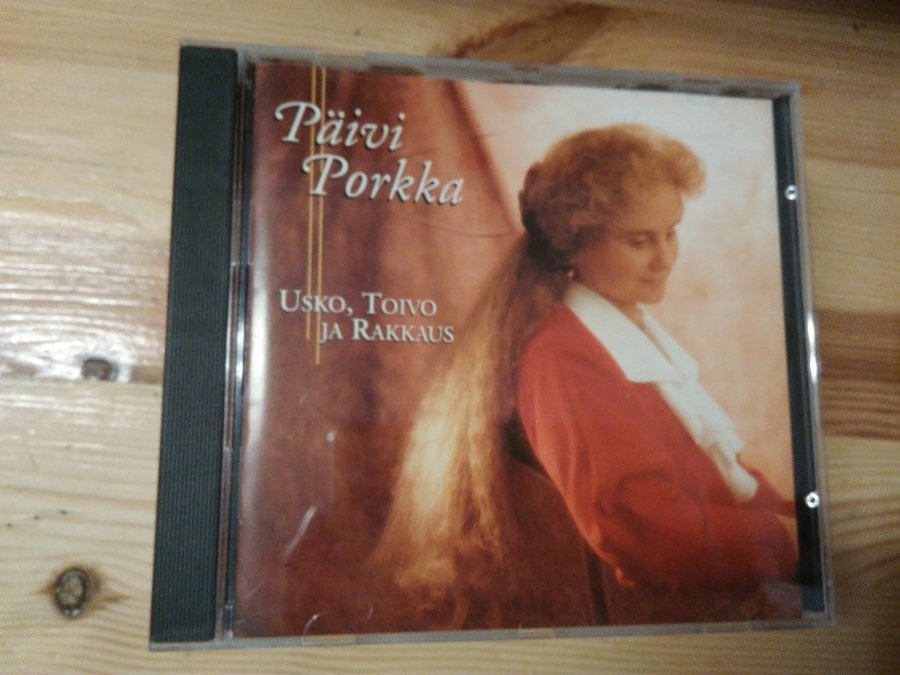 Päivi
Porkka
Usko, Toivo
ja Rakkaus